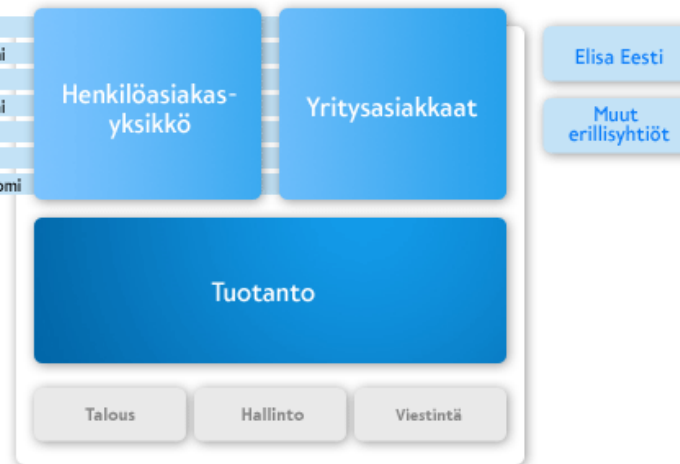 Henkilöasiakas-
yksikkö
Yritysasiakkaat
Elisa Eesti
Muut
erillisyhtiöt
Tuotanto
Talous
Hallinto
Viestintä